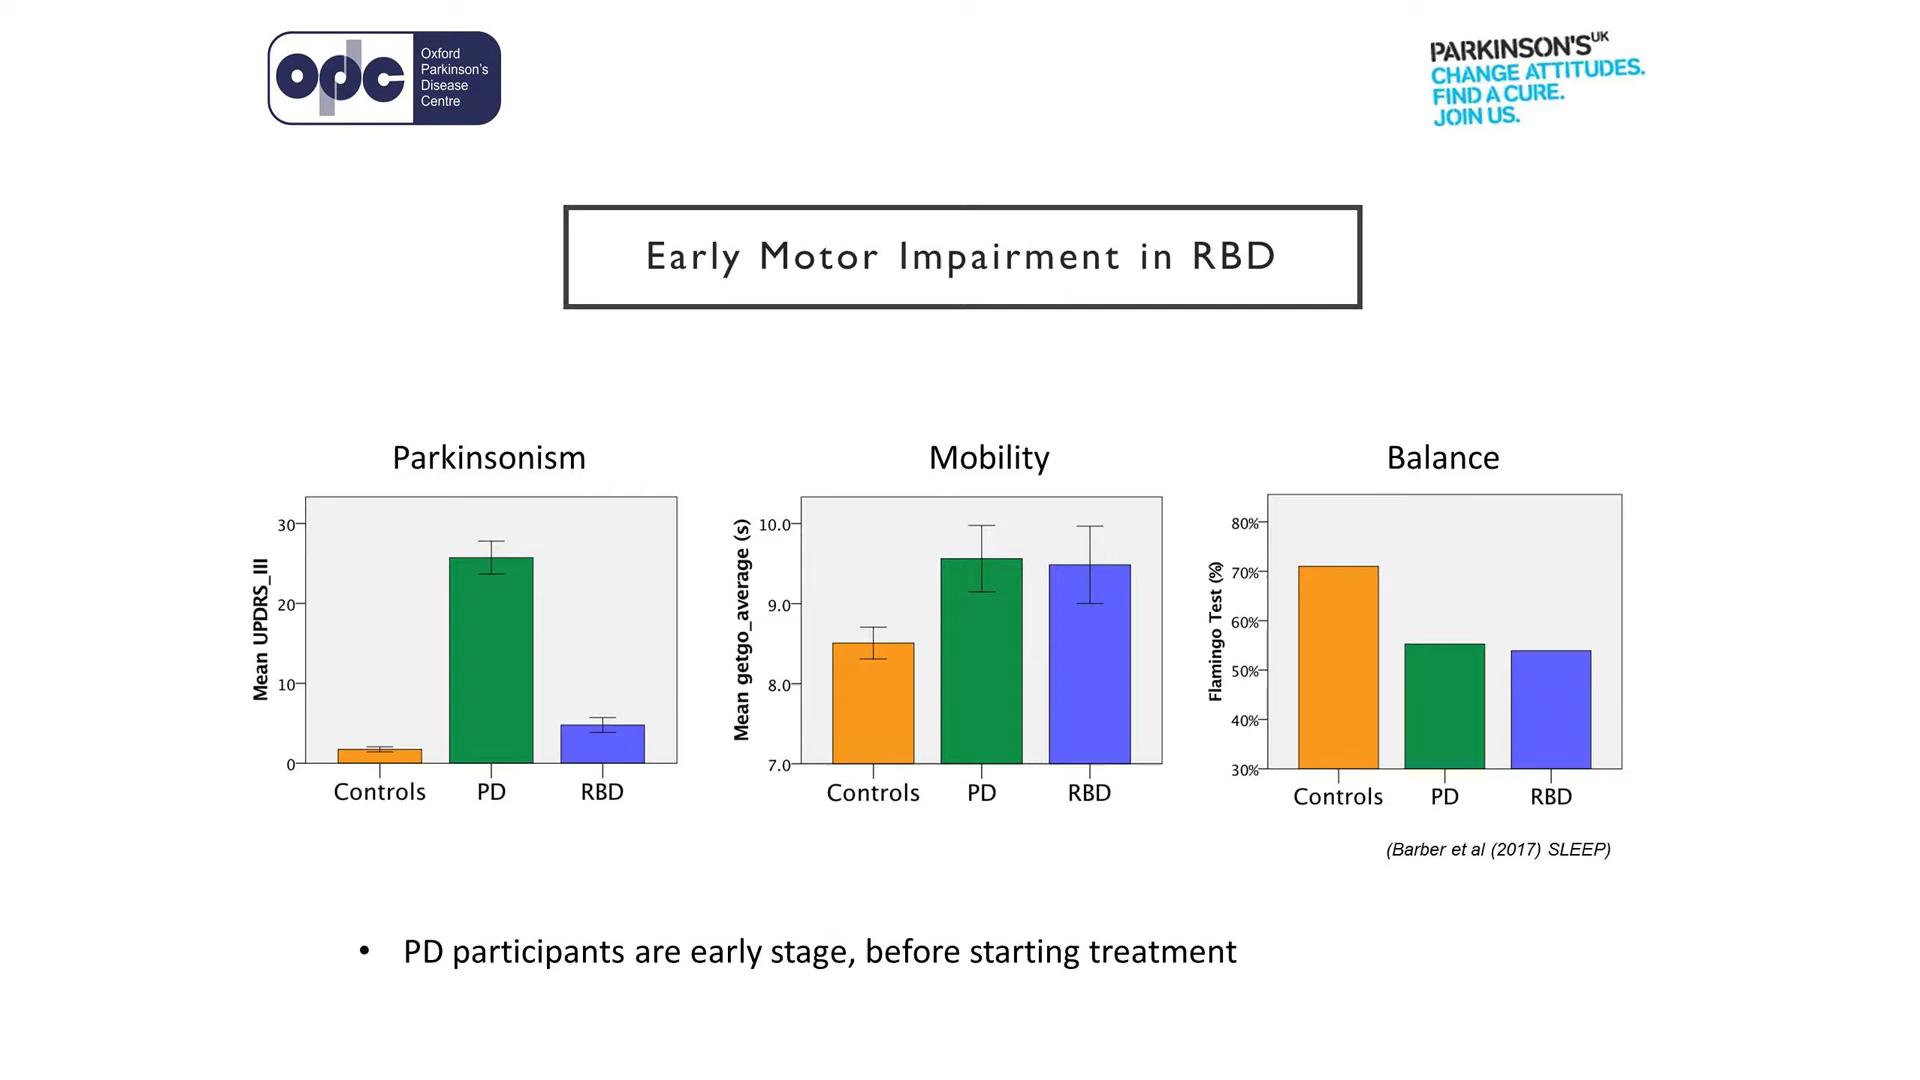 opdc
Oxford
Parkinson's
Disease
Centre
PARKINSON'S UK
CHANGE ATTITUDES.
FIND A CURE.
JOIN US.
Early Motor Impairment in RBD
Parkinsonism
Mean UPDRS_III
30
20
10
0
Controls PD RBD
Mobility
Mean getgo_average (s)
10.0
9.0
8.0
7.0
Controls PD RBD
Balance
Flamingo Test (%)
80%
70%
60%
50%
40%
30%
Controls PD RBD
(Barber et al (2017) SLEEP)
• PD participants are early stage, before starting treatment